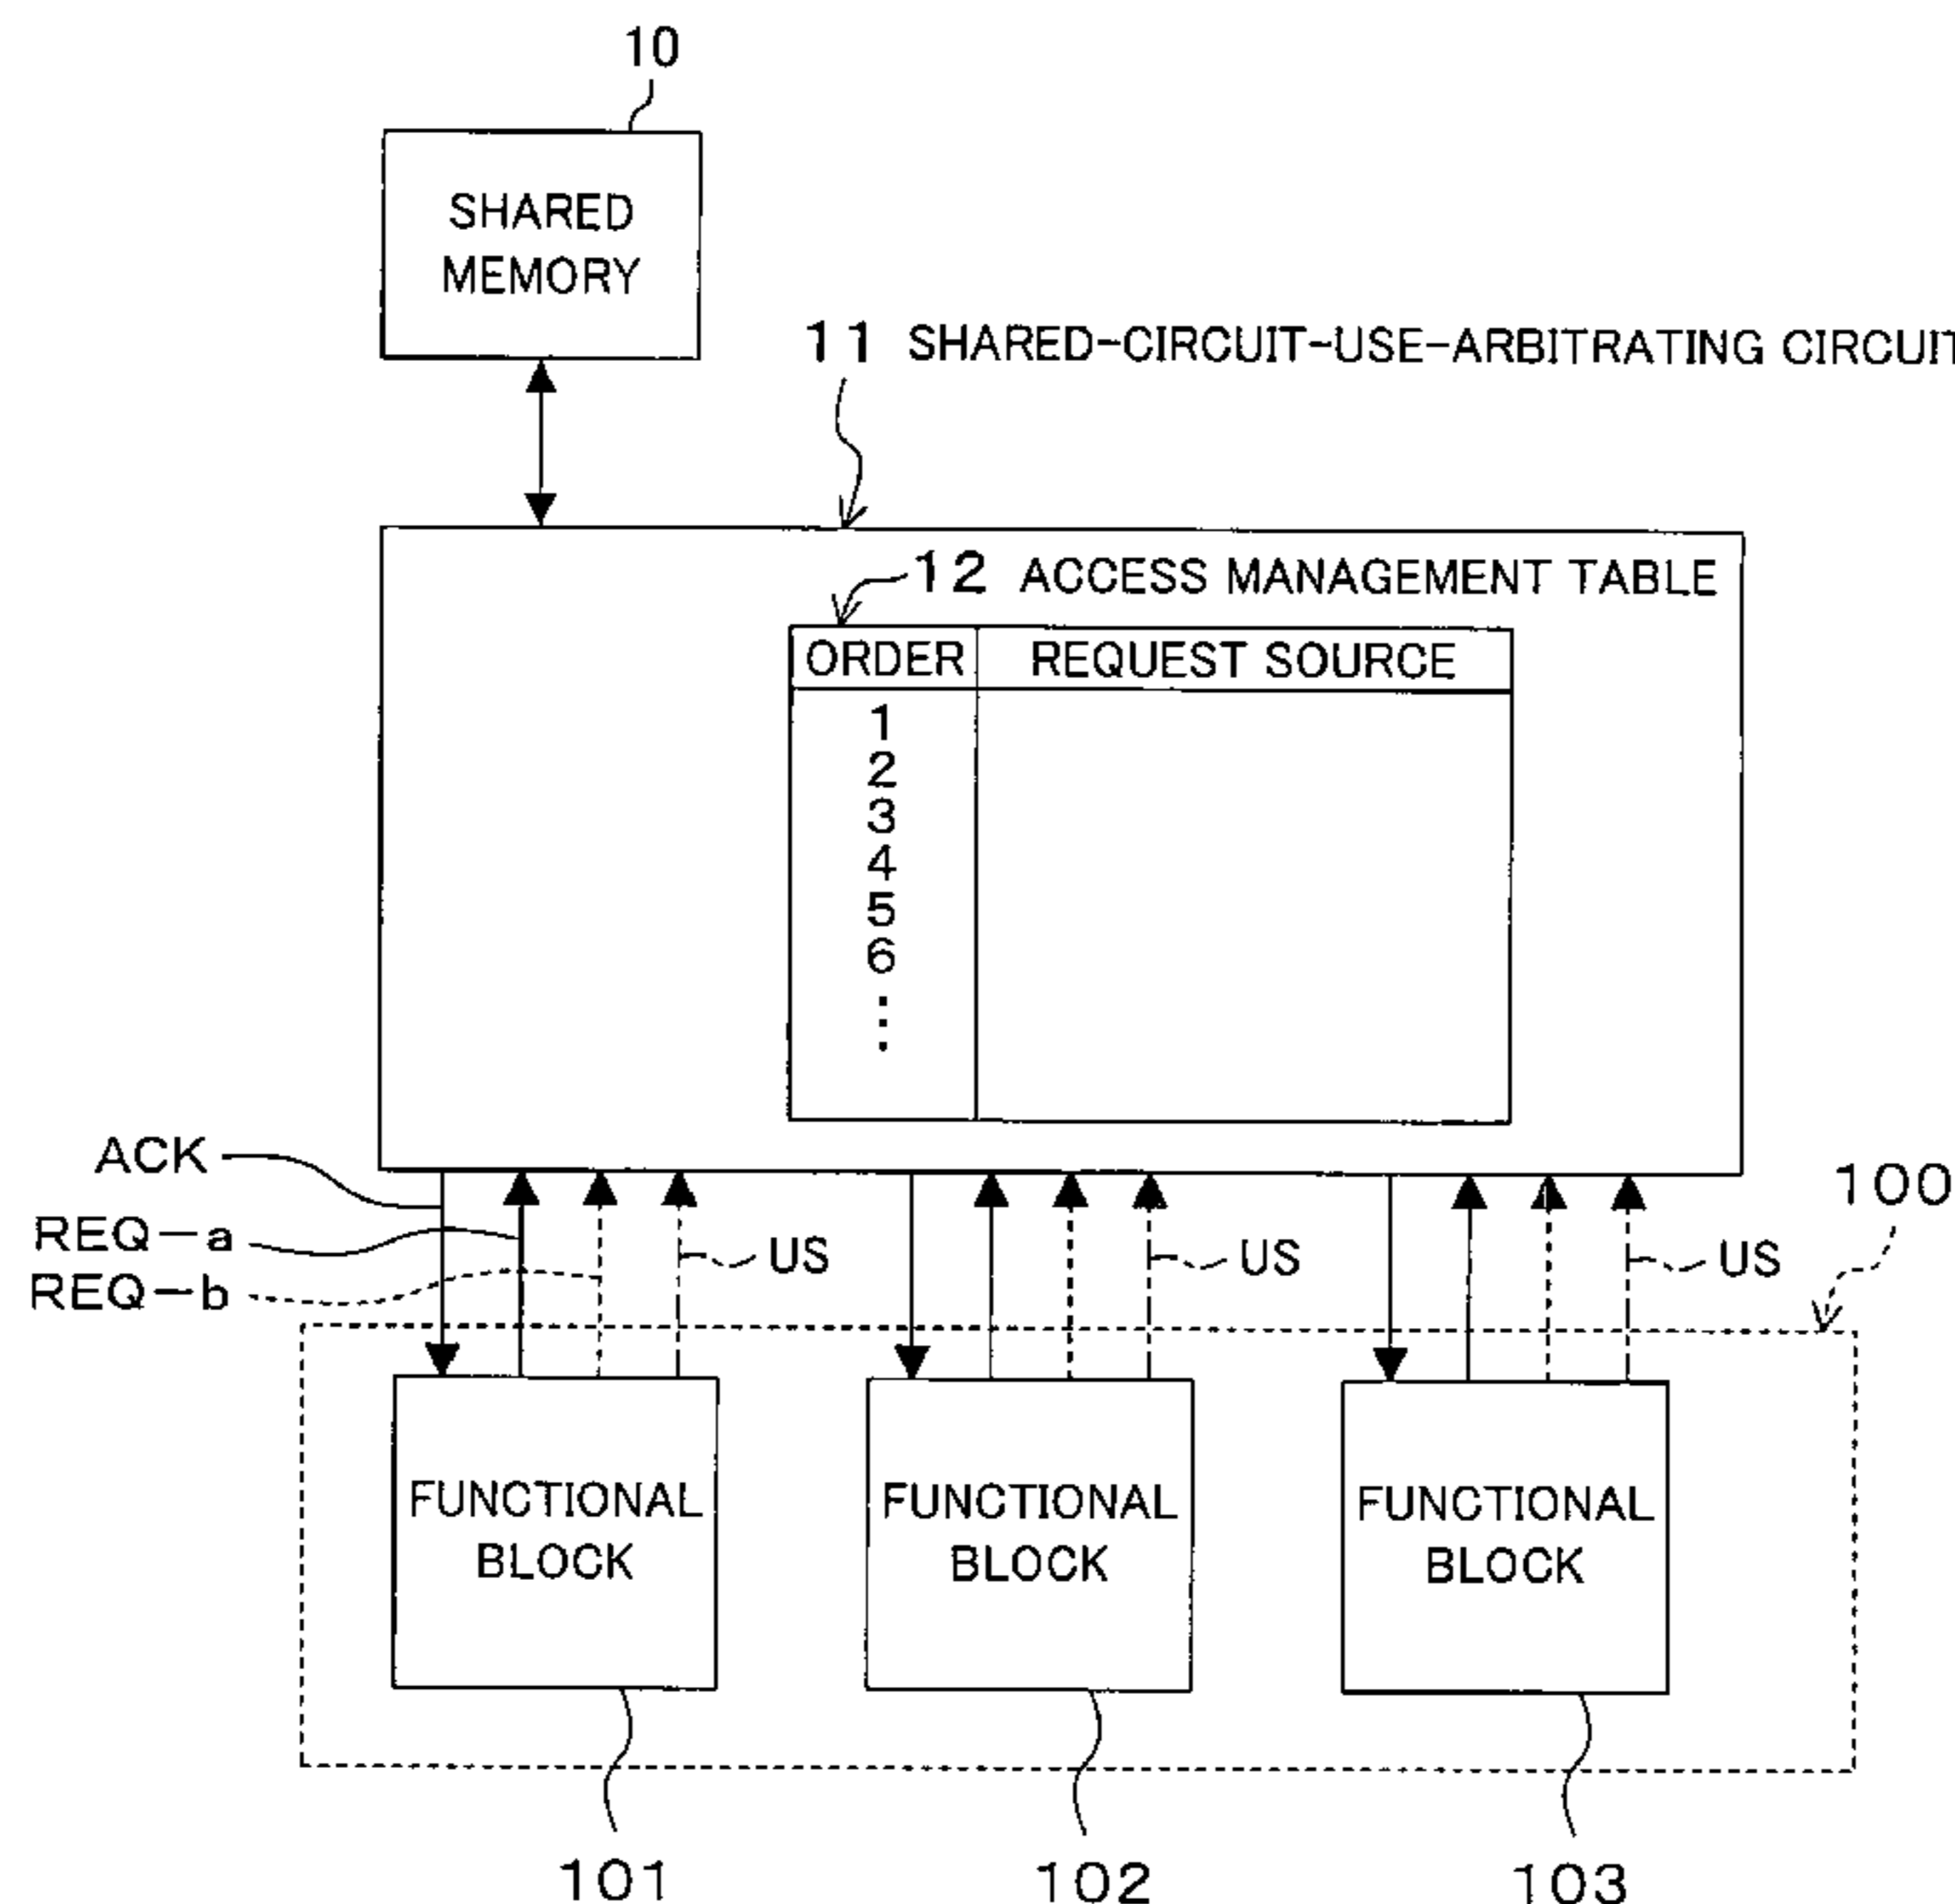 10
SHARED
MEMORY
11 SHARED-CIRCUIT-USE-ARBITRATING CIRCUIT
12 ACCESS MANAGEMENT TABLE
ORDER REQUEST SOURCE
1
2
3
4
5
6
⋮
ACK
REQ-a
REQ-b
US
US
US
100
FUNCTIONAL
BLOCK
FUNCTIONAL
BLOCK
FUNCTIONAL
BLOCK
101
102
103